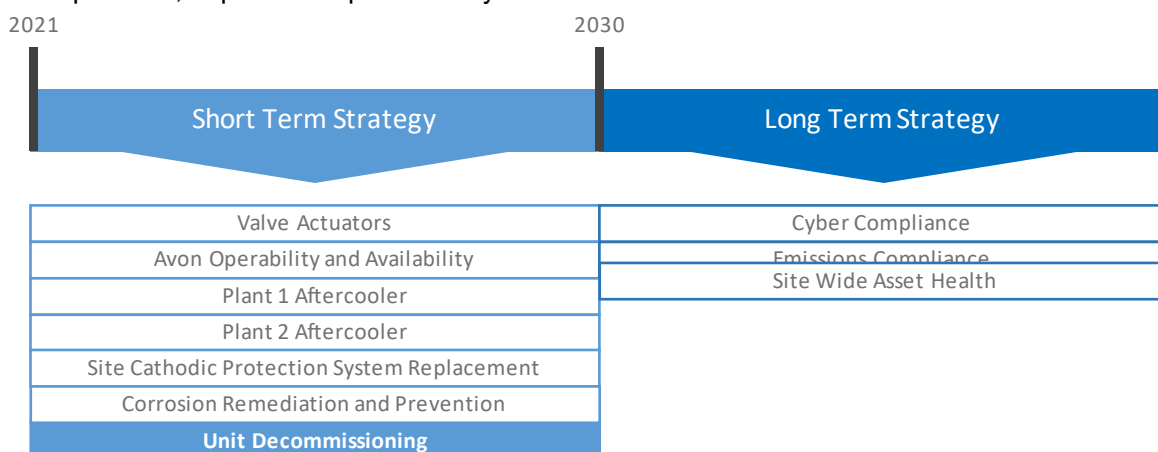 2021
2030
Short Term Strategy
Long Term Strategy
Valve Actuators
Avon Operability and Availability
Plant 1 Aftercooler
Plant 2 Aftercooler
Site Cathodic Protection System Replacement
Corrosion Remediation and Prevention
Unit Decommissioning
Cyber Compliance
Emissions Compliance
Site Wide Asset Health